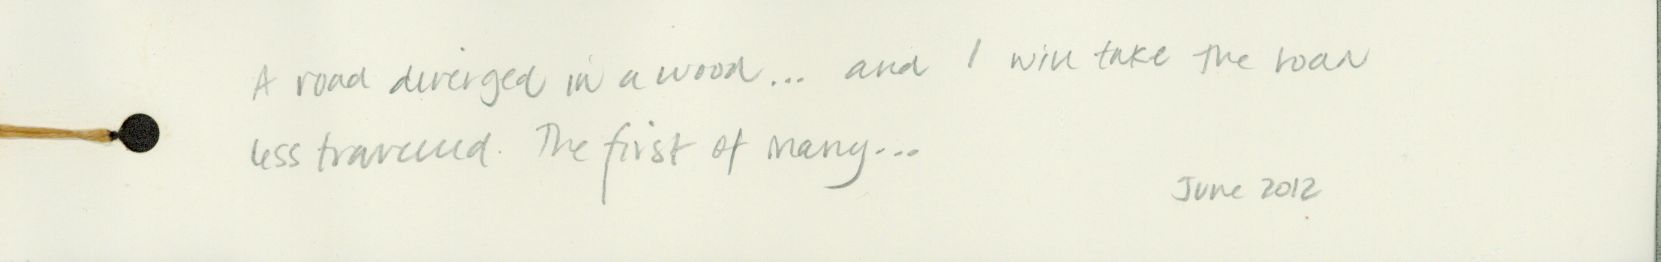 A road diverged in a wood... and I will take the road
less travelled. The first of many...
June 2012